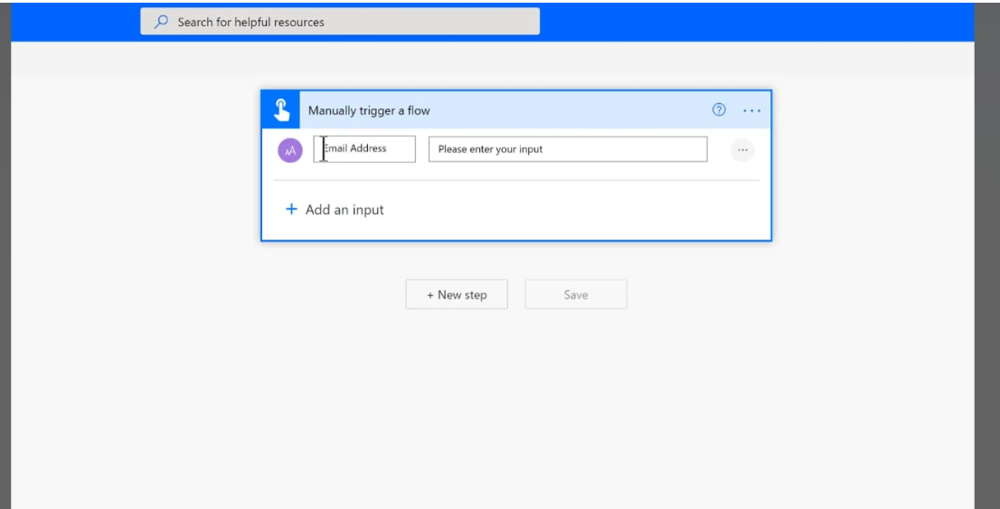 Search for helpful resources
Manually trigger a flow
Email Address
Please enter your input
+ Add an input
+ New step
Save